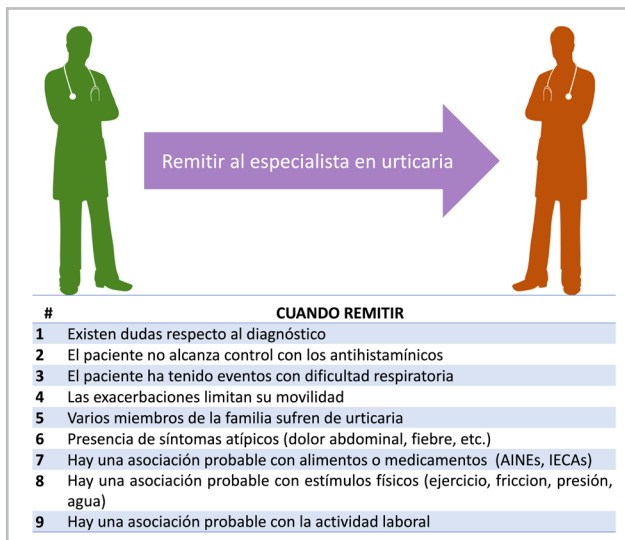 Remitir al especialista en urticaria
# CUANDO REMITIR
1 Existen dudas respecto al diagnóstico
2 El paciente no alcanza control con los antihistamínicos
3 El paciente ha tenido eventos con dificultad respiratoria
4 Las exacerbaciones limitan su movilidad
5 Varios miembros de la familia sufren de urticaria
6 Presencia de síntomas atípicos (dolor abdominal, fiebre, etc.)
7 Hay una asociación probable con alimentos o medicamentos (AINEs, IECAs)
8 Hay una asociación probable con estímulos físicos (ejercicio, friccion, presión,
agua)
9 Hay una asociación probable con la actividad laboral